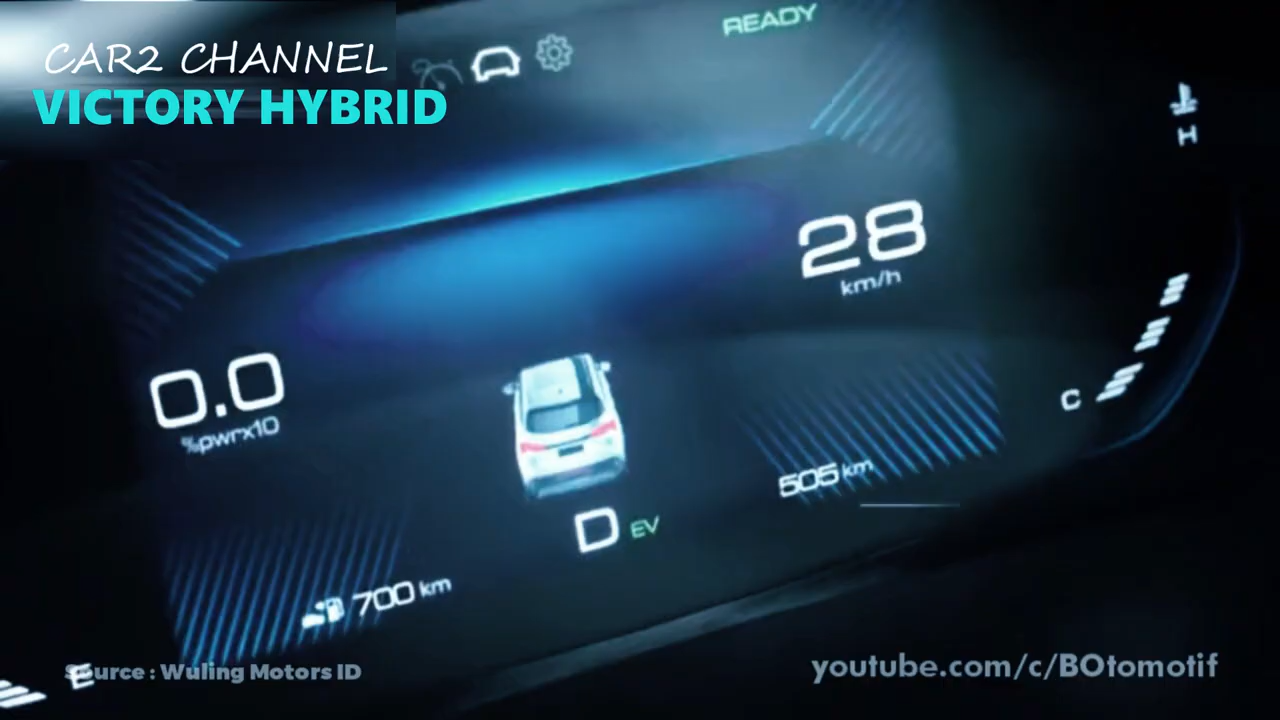 CAR2 CHANNEL
VICTORY HYBRID
READY
H
28
km/h
0.0
%pwrx10
C
505 km
D EV
700 km
E
Source : Wuling Motors ID
youtube.com/c/BOtomotif